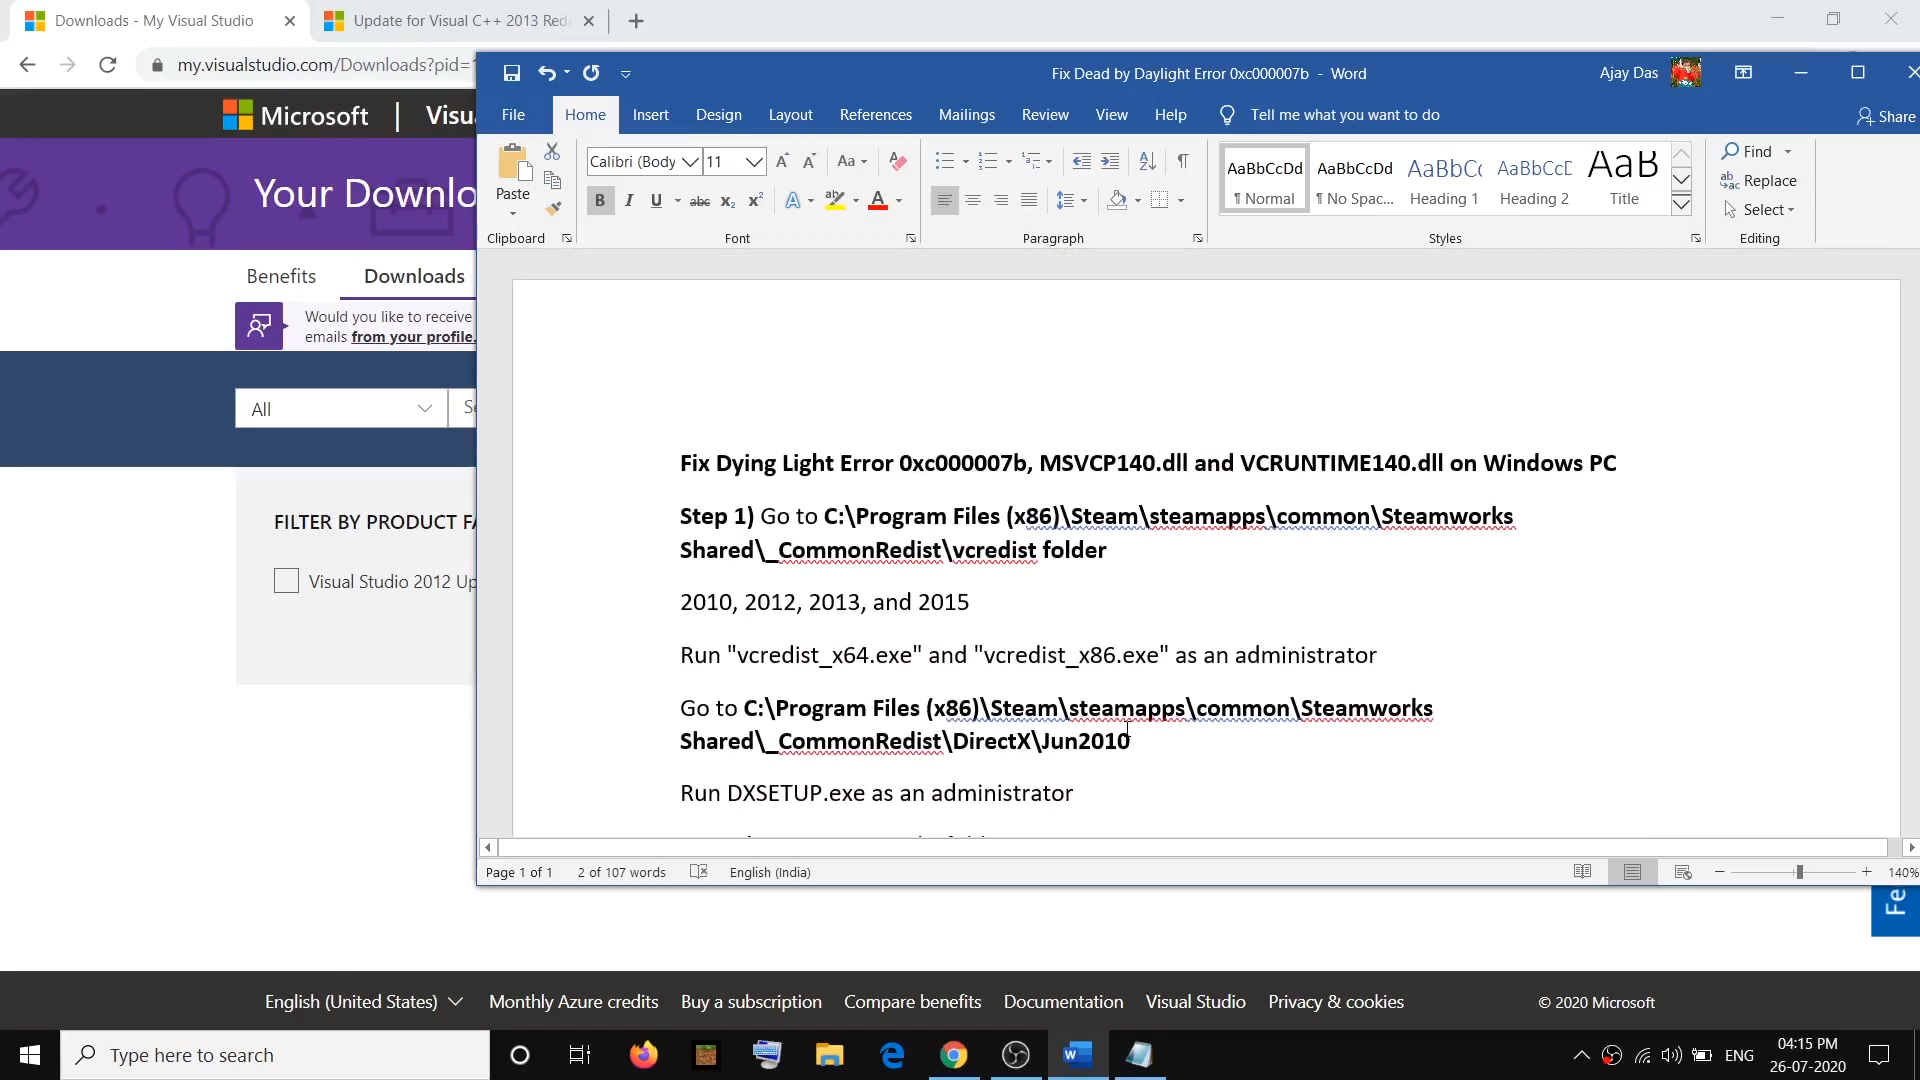 Downloads - My Visual Studio
Update for Visual C++ 2013 Redi
my.visualstudio.com/Downloads?pid=
Microsoft | Visu
Your Downlo
Benefits Downloads
Would you like to receive
emails from your profile.
All
Se
FILTER BY PRODUCT FA
Visual Studio 2012 Up
Fix Dead by Daylight Error 0xc000007b - Word
Ajay Das
File Home Insert Design Layout References Mailings Review View Help Tell me what you want to do
Share
Paste
Clipboard
Calibri (Body 11
Aa
B I U abc x₂ x²
A A
Font
Paragraph
AaBbCcDd AaBbCcDd AaBbC AaBbCcC AaB
¶ Normal ¶ No Spac... Heading 1 Heading 2 Title
Styles
Find
Replace
Select
Editing
Fix Dying Light Error 0xc000007b, MSVCP140.dll and VCRUNTIME140.dll on Windows PC
Step 1) Go to C:\Program Files (x86)\Steam\steamapps\common\Steamworks
Shared\_CommonRedist\vcredist folder
2010, 2012, 2013, and 2015
Run "vcredist_x64.exe" and "vcredist_x86.exe" as an administrator
Go to C:\Program Files (x86)\Steam\steamapps\common\Steamworks
Shared\_CommonRedist\DirectX\Jun2010
Run DXSETUP.exe as an administrator
Page 1 of 1 2 of 107 words English (India)
140%
Fe
English (United States) Monthly Azure credits Buy a subscription Compare benefits Documentation Visual Studio Privacy & cookies © 2020 Microsoft
Type here to search
ENG
04:15 PM
26-07-2020